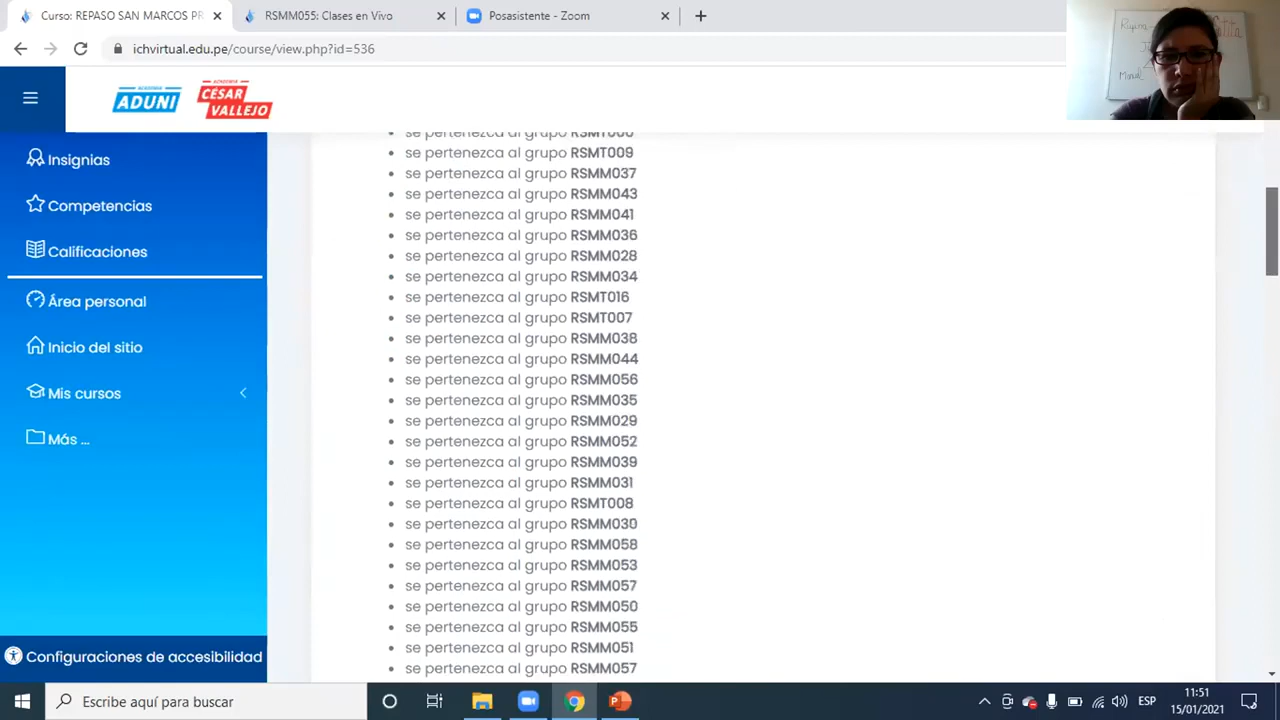 Curso: REPASO SAN MARCOS PR
RSMM055: Clases en Vivo
Posasistente - Zoom
ichvirtual.edu.pe/course/view.php?id=536
ACADEMIA ADUNI
ACADEMIA CÉSAR VALLEJO
Insignias
Competencias
Calificaciones
Área personal
Inicio del sitio
Mis cursos
Más ...
Configuraciones de accesibilidad
se pertenezca al grupo
se pertenezca al grupo RSMT009
se pertenezca al grupo RSMM037
se pertenezca al grupo RSMM043
se pertenezca al grupo RSMM041
se pertenezca al grupo RSMM036
se pertenezca al grupo RSMM028
se pertenezca al grupo RSMM034
se pertenezca al grupo RSMT016
se pertenezca al grupo RSMT007
se pertenezca al grupo RSMM038
se pertenezca al grupo RSMM044
se pertenezca al grupo RSMM056
se pertenezca al grupo RSMM035
se pertenezca al grupo RSMM029
se pertenezca al grupo RSMM052
se pertenezca al grupo RSMM039
se pertenezca al grupo RSMM031
se pertenezca al grupo RSMT008
se pertenezca al grupo RSMM030
se pertenezca al grupo RSMM058
se pertenezca al grupo RSMM053
se pertenezca al grupo RSMM057
se pertenezca al grupo RSMM050
se pertenezca al grupo RSMM055
se pertenezca al grupo RSMM051
se pertenezca al grupo RSMM057
Escribe aquí para buscar
ESP
11:51
15/01/2021